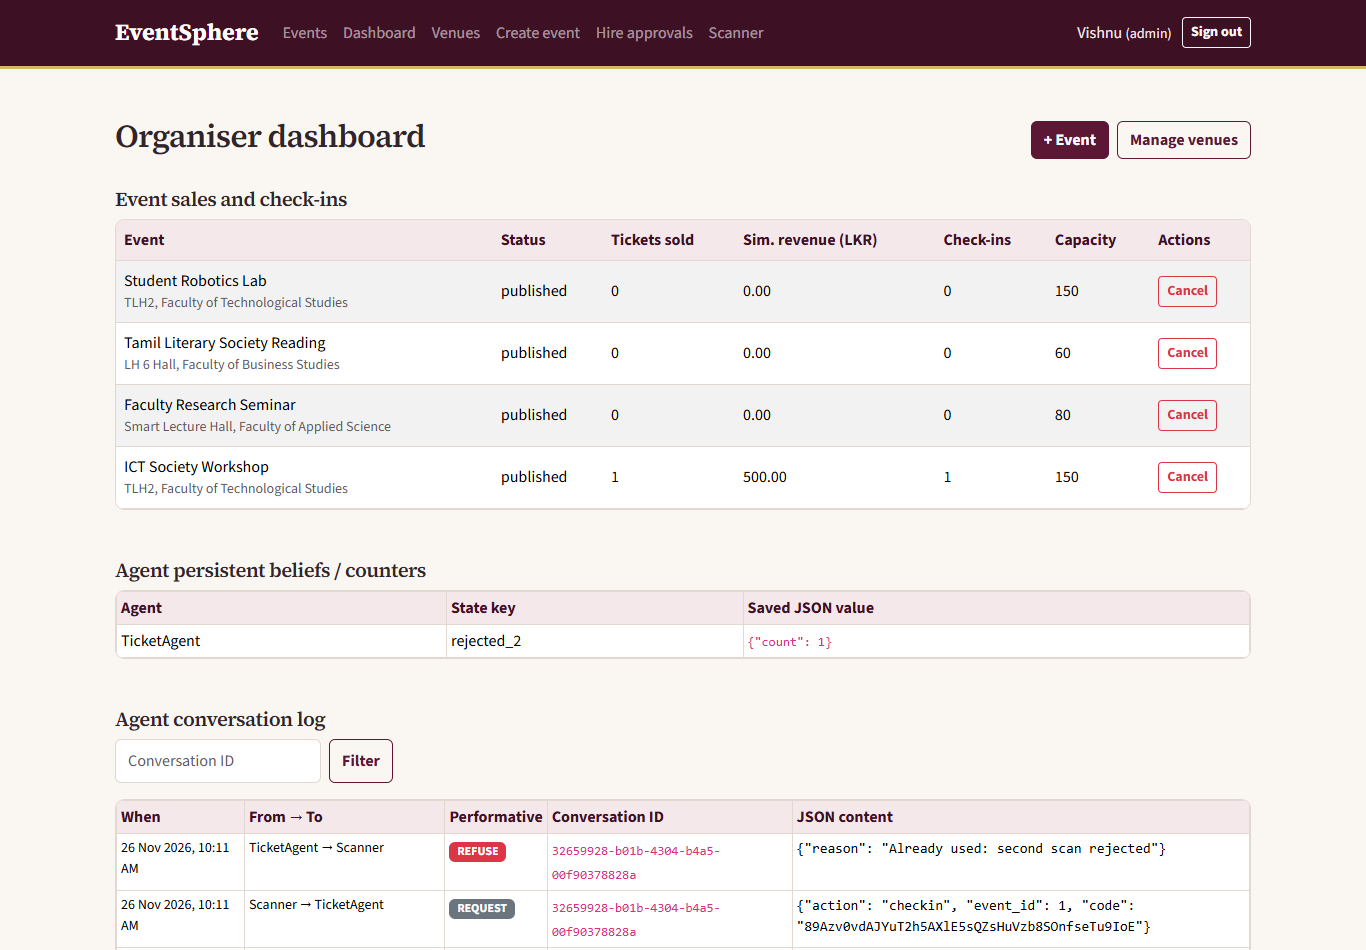 EventSphere Events Dashboard Venues Create event Hire approvals Scanner Vishnu (admin) Sign out
Organiser dashboard + Event Manage venues
Event sales and check-ins
Event Status Tickets sold Sim. revenue (LKR) Check-ins Capacity Actions
Student Robotics Lab
TLH2, Faculty of Technological Studies
published 0 0.00 0 150 Cancel
Tamil Literary Society Reading
LH 6 Hall, Faculty of Business Studies
published 0 0.00 0 60 Cancel
Faculty Research Seminar
Smart Lecture Hall, Faculty of Applied Science
published 0 0.00 0 80 Cancel
ICT Society Workshop
TLH2, Faculty of Technological Studies
published 1 500.00 1 150 Cancel
Agent persistent beliefs / counters
Agent State key Saved JSON value
TicketAgent rejected_2 {"count": 1}
Agent conversation log
Conversation ID Filter
When From → To Performative Conversation ID JSON content
26 Nov 2026, 10:11 AM TicketAgent → Scanner REFUSE 32659928-b01b-4304-b4a5-
00f90378828a
{"reason": "Already used: second scan rejected"}
26 Nov 2026, 10:11 AM Scanner → TicketAgent REQUEST 32659928-b01b-4304-b4a5-
00f90378828a
{"action": "checkin", "event_id": 1, "code":
"89Azv0vdAJYuT2h5AXlE5sQZsHuVzb8SOnfseTu9IoE"}